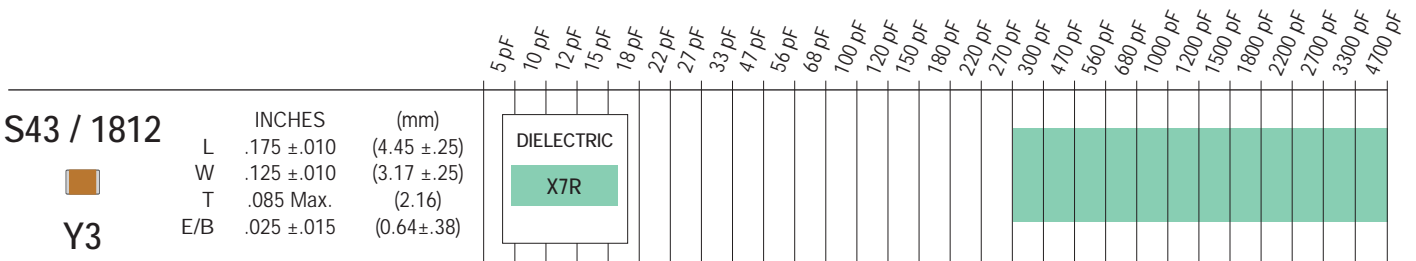 5 pF
10 pF
12 pF
15 pF
18 pF
22 pF
27 pF
33 pF
47 pF
56 pF
68 pF
100 pF
120 pF
150 pF
180 pF
220 pF
270 pF
300 pF
470 pF
560 pF
680 pF
1000 pF
1200 pF
1500 pF
1800 pF
2200 pF
2700 pF
3300 pF
4700 pF
S43 / 1812
Y3
INCHES (mm)
L .175 ±.010 (4.45 ±.25)
W .125 ±.010 (3.17 ±.25)
T .085 Max. (2.16)
E/B .025 ±.015 (0.64±.38)
DIELECTRIC
X7R